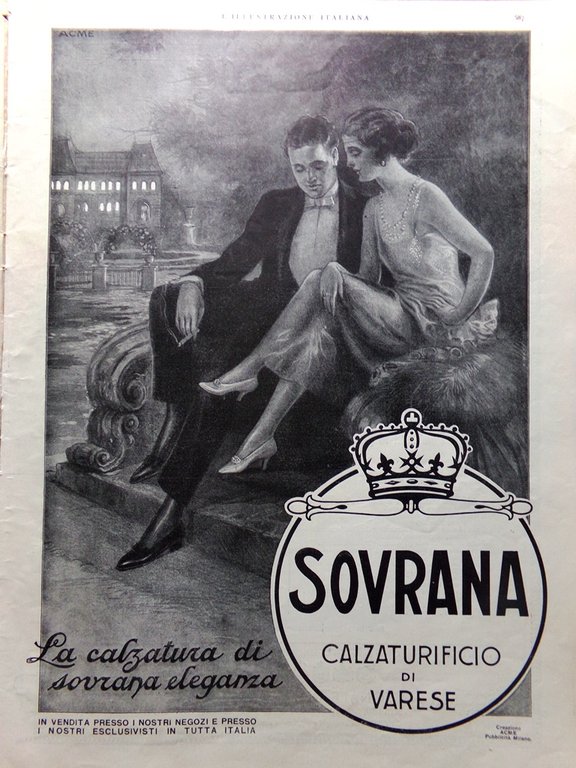 L'ILLUSTRAZIONE ITALIANA
ACME
SOVRANA
CALZATURIFICIO
DI
VARESE
La calzatura di
sovrana eleganza
IN VENDITA PRESSO I NOSTRI NEGOZI E PRESSO
I NOSTRI ESCLUSIVISTI IN TUTTA ITALIA
Creazione
ACME
Pubblicità Milano